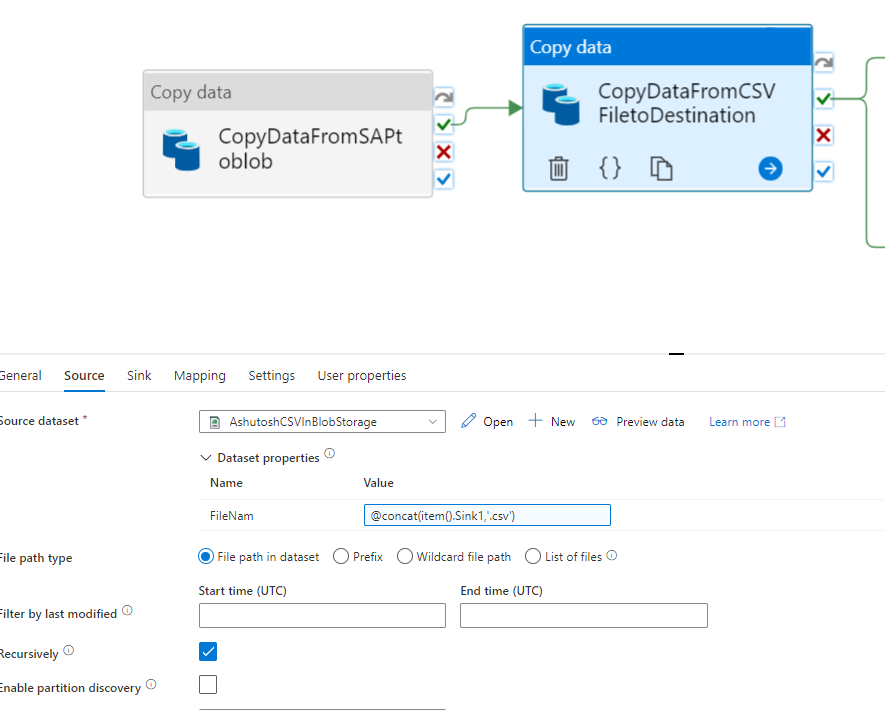 Copy data
CopyDataFromSAPt
oblob
Copy data
CopyDataFromCSV
FiletoDestination
{}
General
Source
Sink
Mapping
Settings
User properties
Source dataset *
AshutoshCSVInBlobStorage
Open
New
Preview data
Learn more
Dataset properties
Name
Value
FileNam
@concat(item().Sink1,'.csv')
File path type
File path in dataset
Prefix
Wildcard file path
List of files
Start time (UTC)
End time (UTC)
Filter by last modified
Recursively
Enable partition discovery